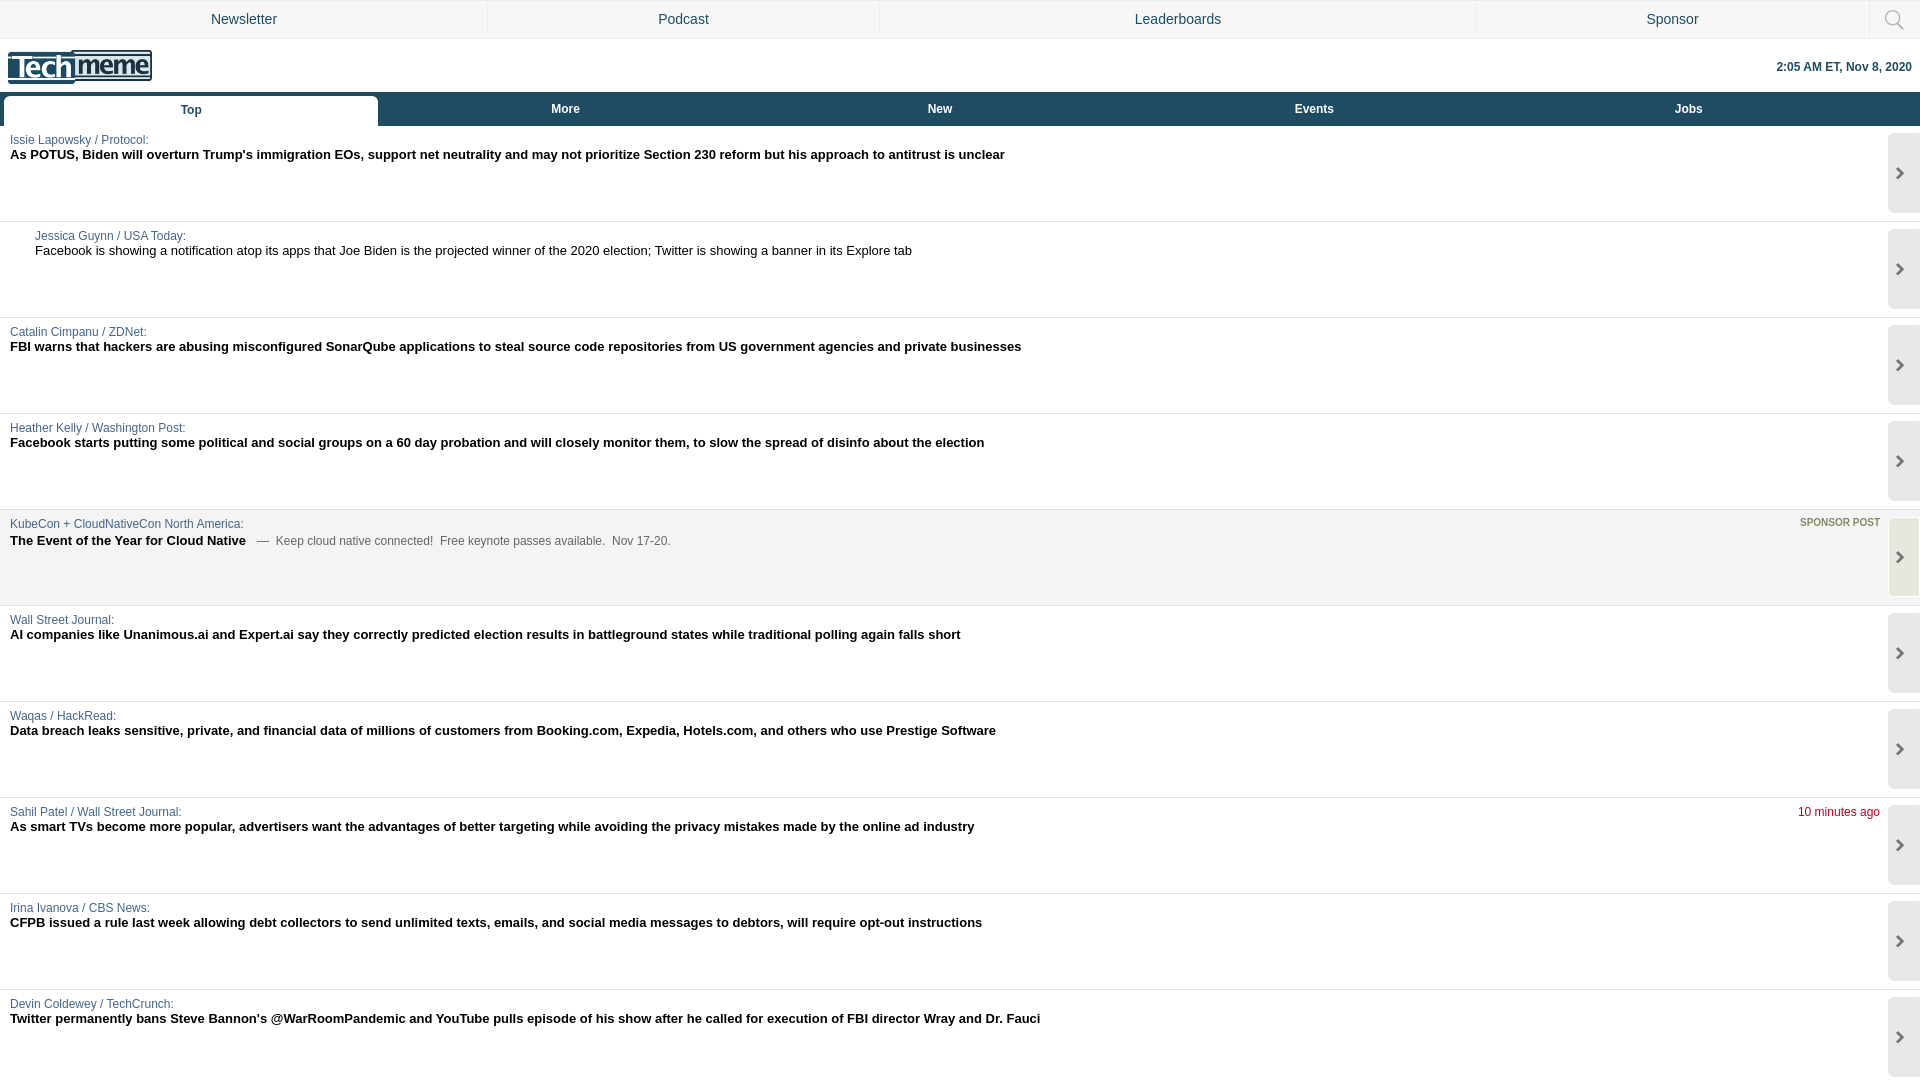 Newsletter
Podcast
Leaderboards
Sponsor
Techmeme
2:05 AM ET, Nov 8, 2020
Top
More
New
Events
Jobs
Issie Lapowsky / Protocol:
As POTUS, Biden will overturn Trump's immigration EOs, support net neutrality and may not prioritize Section 230 reform but his approach to antitrust is unclear
Jessica Guynn / USA Today:
Facebook is showing a notification atop its apps that Joe Biden is the projected winner of the 2020 election; Twitter is showing a banner in its Explore tab
Catalin Cimpanu / ZDNet:
FBI warns that hackers are abusing misconfigured SonarQube applications to steal source code repositories from US government agencies and private businesses
Heather Kelly / Washington Post:
Facebook starts putting some political and social groups on a 60 day probation and will closely monitor them, to slow the spread of disinfo about the election
KubeCon + CloudNativeCon North America:
SPONSOR POST
The Event of the Year for Cloud Native — Keep cloud native connected! Free keynote passes available. Nov 17-20.
Wall Street Journal:
AI companies like Unanimous.ai and Expert.ai say they correctly predicted election results in battleground states while traditional polling again falls short
Waqas / HackRead:
Data breach leaks sensitive, private, and financial data of millions of customers from Booking.com, Expedia, Hotels.com, and others who use Prestige Software
Sahil Patel / Wall Street Journal:
10 minutes ago
As smart TVs become more popular, advertisers want the advantages of better targeting while avoiding the privacy mistakes made by the online ad industry
Irina Ivanova / CBS News:
CFPB issued a rule last week allowing debt collectors to send unlimited texts, emails, and social media messages to debtors, will require opt-out instructions
Devin Coldewey / TechCrunch:
Twitter permanently bans Steve Bannon's @WarRoomPandemic and YouTube pulls episode of his show after he called for execution of FBI director Wray and Dr. Fauci